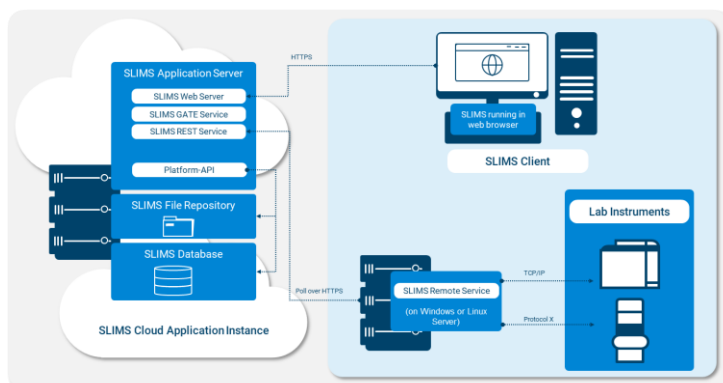 HTTPS
SLIMS Application Server
SLIMS Web Server
SLIMS GATE Service
SLIMS REST Service
Platform-API
SLIMS File Repository
SLIMS Database
SLIMS Cloud Application Instance
SLIMS running in
web browser
SLIMS Client
Lab Instruments
Poll over HTTPS
SLIMS Remote Service
(on Windows or Linux
Server)
TCP/IP
Protocol X